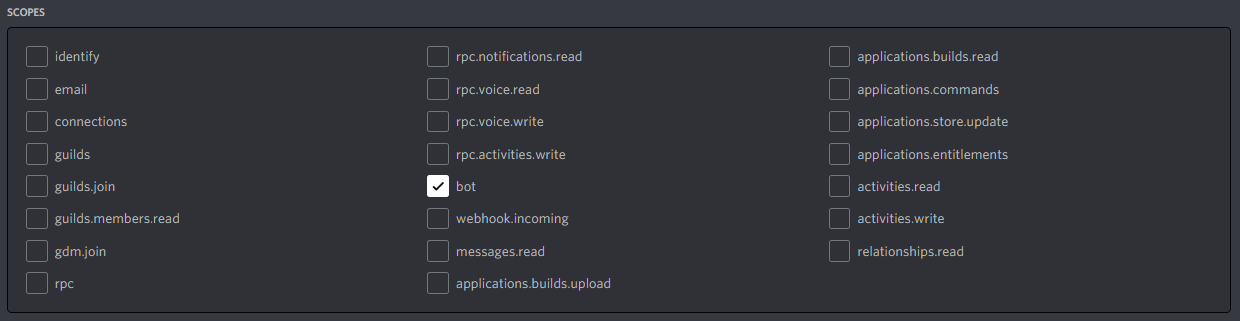 SCOPES
identify
email
connections
guilds
guilds.join
guilds.members.read
gdm.join
rpc
rpc.notifications.read
rpc.voice.read
rpc.voice.write
rpc.activities.write
bot
webhook.incoming
messages.read
applications.builds.upload
applications.builds.read
applications.commands
applications.store.update
applications.entitlements
activities.read
activities.write
relationships.read